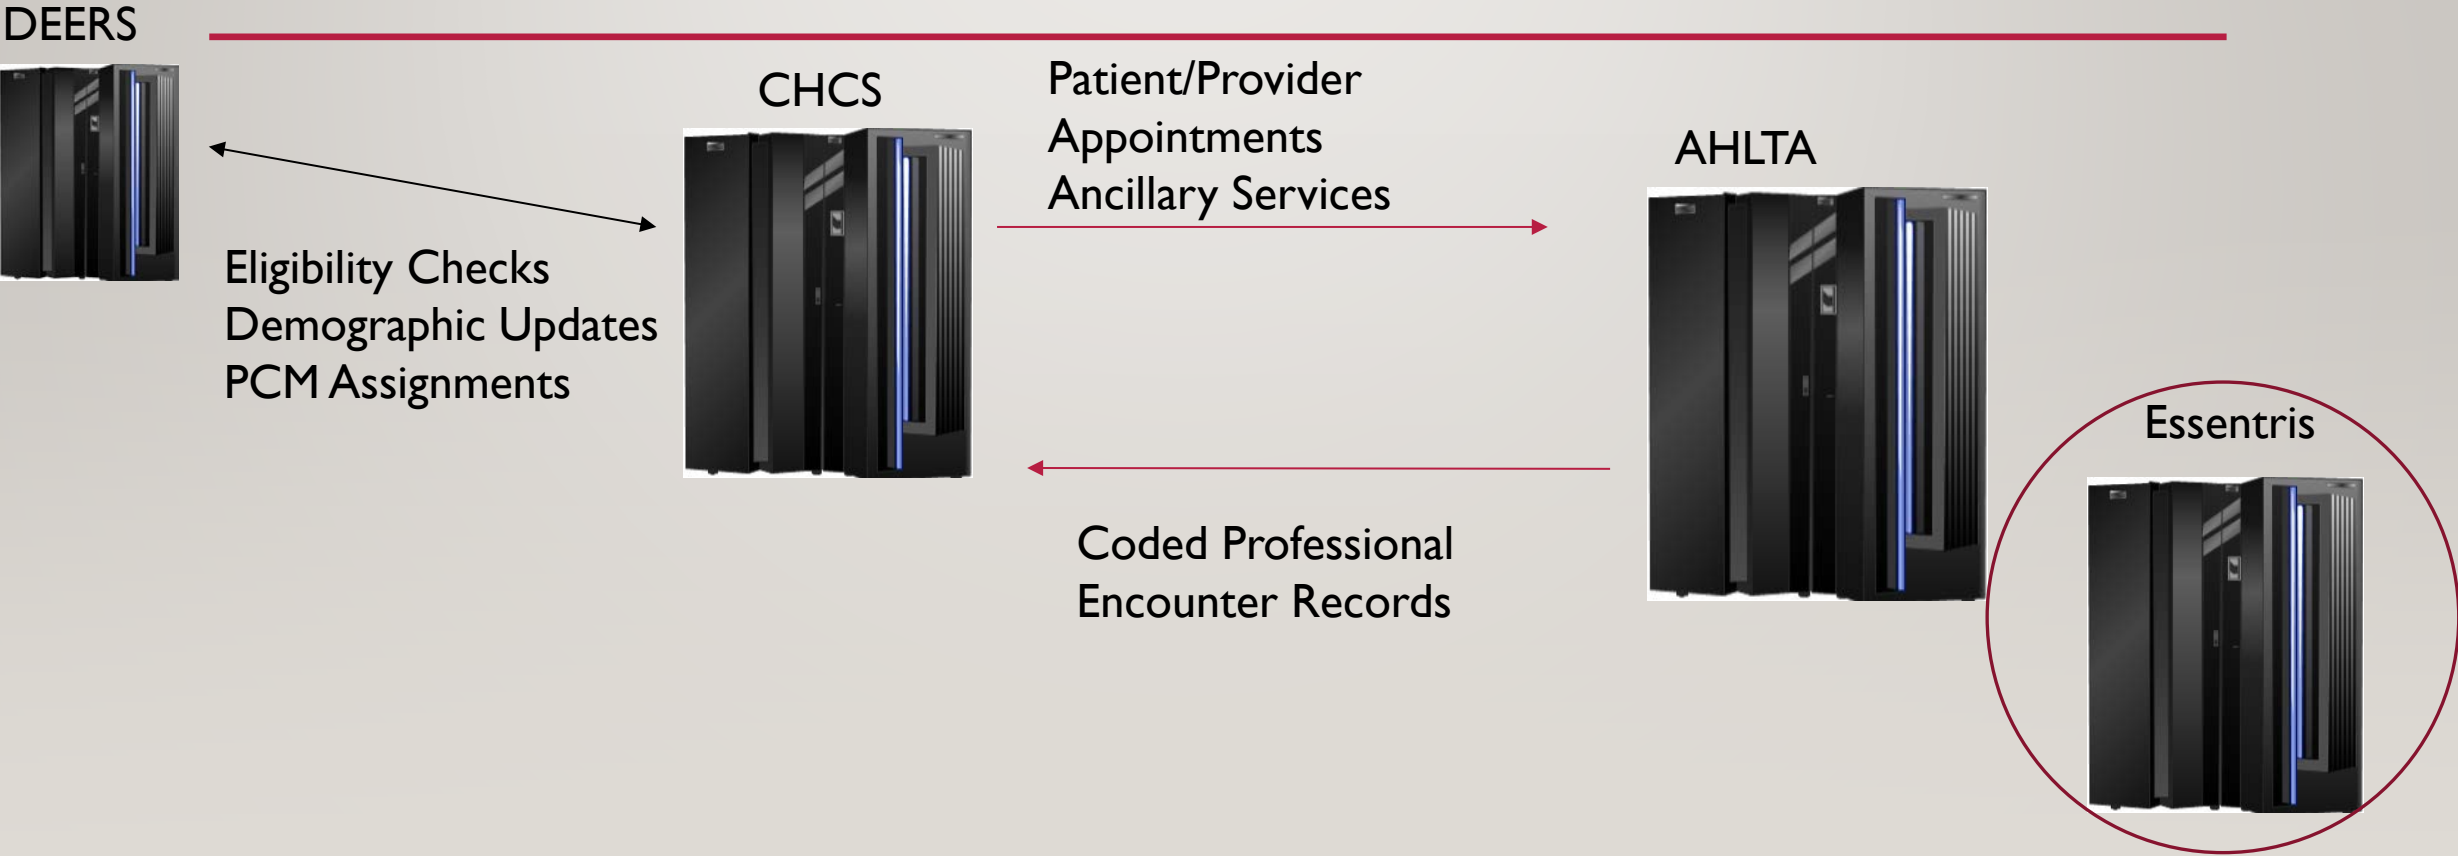 DEERS
CHCS
Patient/Provider
Appointments
Ancillary Services
AHLTA
Eligibility Checks
Demographic Updates
PCM Assignments
Essentris
Coded Professional
Encounter Records